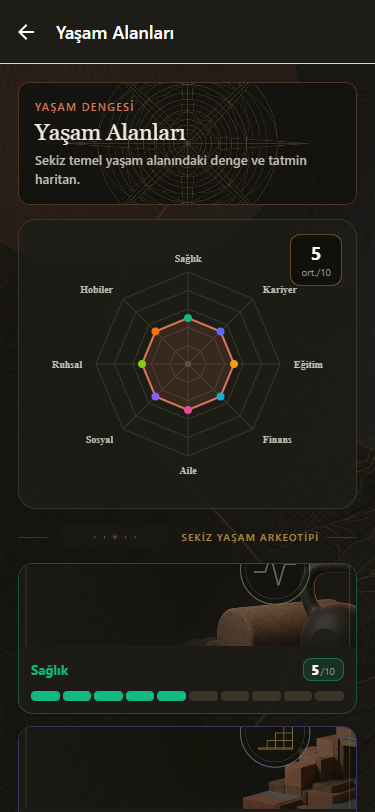 Yaşam Alanları
YAŞAM DENGESİ
Yaşam Alanları
Sekiz temel yaşam alanındaki denge ve tatmin
haritan.
5
ort./10
Sağlık
Hobiler
Kariyer
Ruhsal
Eğitim
Sosyal
Finans
Aile
SEKİZ YAŞAM ARKEOTİPİ
Sağlık
5/10